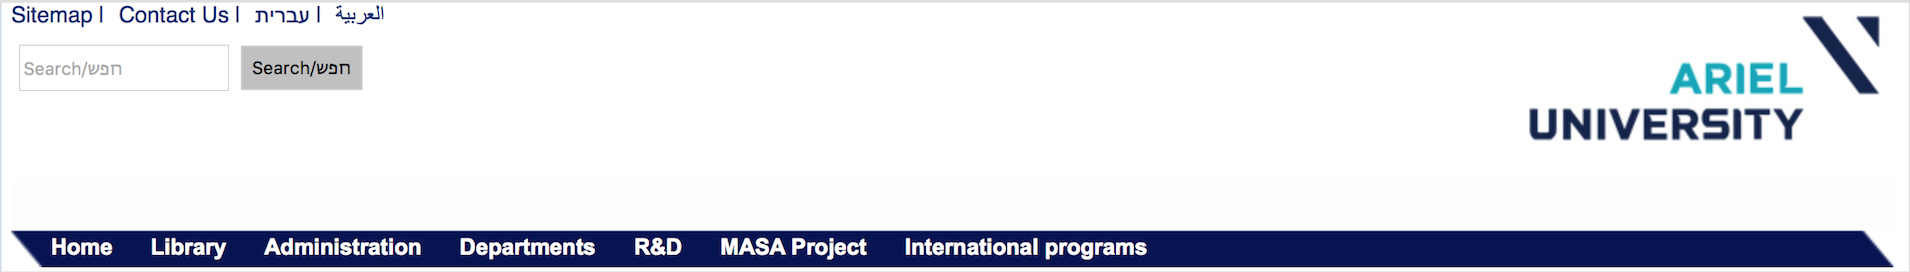 Sitemap | Contact Us | עברית | العربية
Search/חפש Search/חפש
ARIEL
UNIVERSITY
Home Library Administration Departments R&D MASA Project International programs